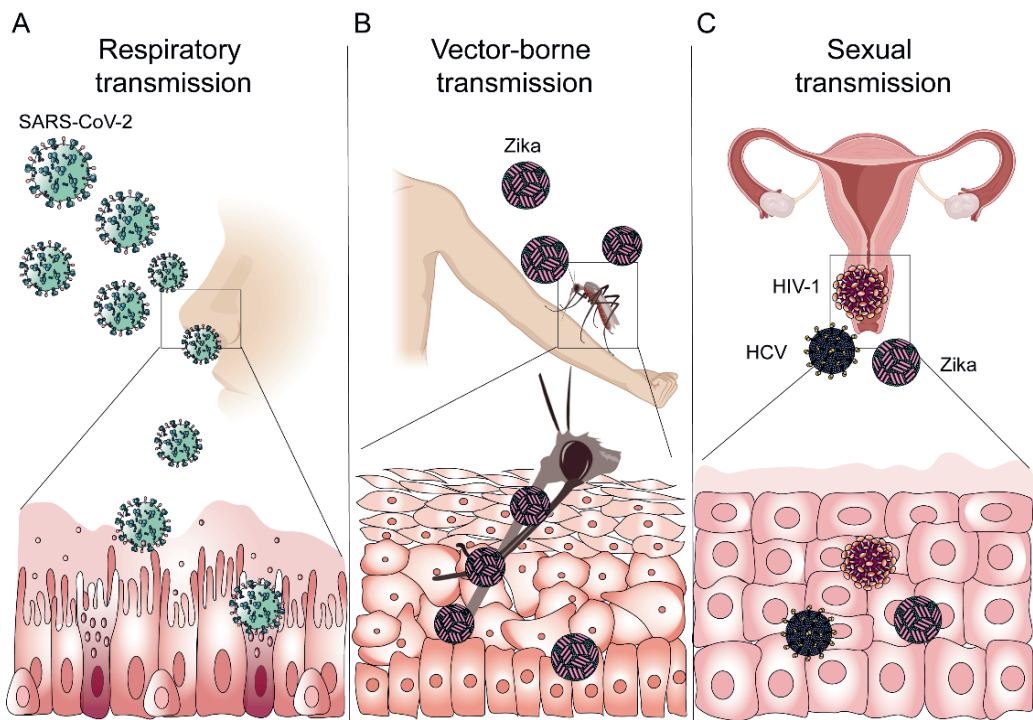 A
Respiratory
transmission
SARS-CoV-2
B
Vector-borne
transmission
Zika
C
Sexual
transmission
HIV-1
HCV
Zika